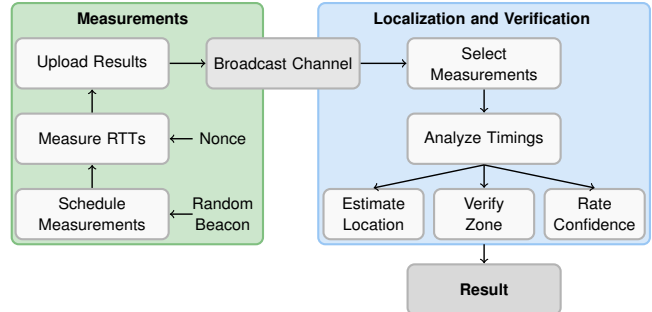 Measurements
Upload Results
Measure RTTs
Nonce
Schedule
Measurements
Random
Beacon
Broadcast Channel
Localization and Verification
Select
Measurements
Analyze Timings
Estimate
Location
Verify
Zone
Rate
Confidence
Result